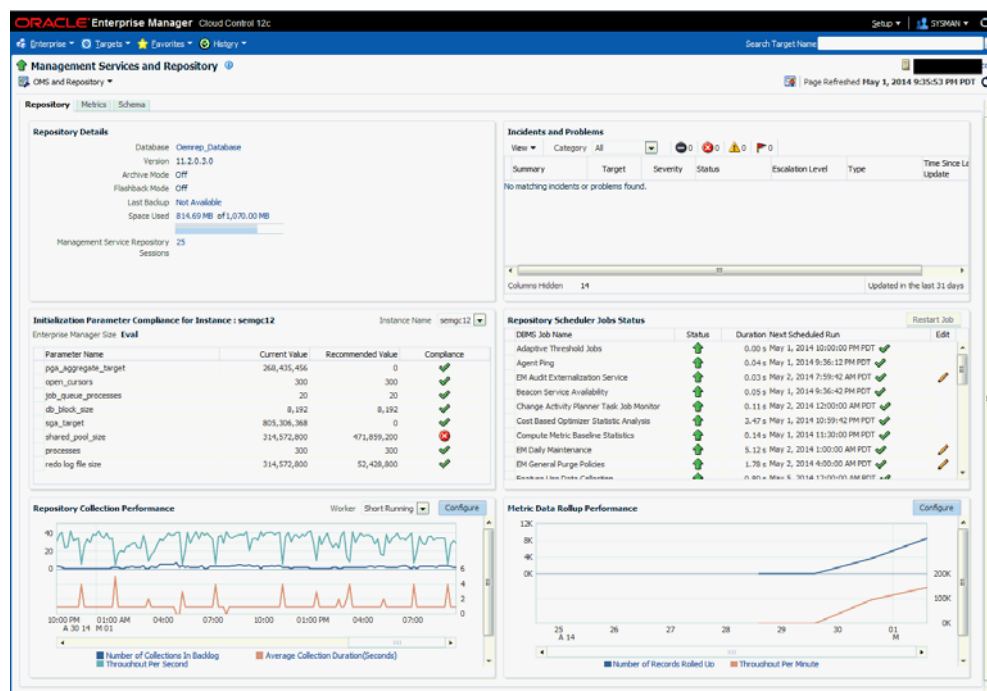 ORACLE Enterprise Manager Cloud Control 12c
Setup SYSMAN
Enterprise Targets Favorites History
Search Target Name
Management Services and Repository
OMS and Repository
Page Refreshed May 1, 2014 9:35:53 PM PDT
Repository Metrics Schema
Repository Details
Database Oemrep_Database
Version 11.2.0.3.0
Archive Mode Off
Flashback Mode Off
Last Backup Not Available
Space Used 814.69 MB of 1,070.00 MB
Management Service Repository 25
Sessions
Incidents and Problems
View Category All 0 0 0 0
Summary Target Severity Status Escalation Level Type Time Since La
Update
No matching incidents or problems found.
Columns Hidden 14 Updated in the last 31 days
Initialization Parameter Compliance for Instance : semgc12 Instance Name semgc12
Enterprise Manager Size Eval
Parameter Name Current Value Recommended Value Compliance
pga_aggregate_target 268,435,456 0
open_cursors 300 300
job_queue_processes 20 20
db_block_size 8,192 8,192
sga_target 805,306,368 0
shared_pool_size 314,572,800 471,859,200
processes 300 300
redo log file size 314,572,800 52,428,800
Repository Scheduler Jobs Status Restart Job
DBMS Job Name Status Duration Next Scheduled Run Edit
Adaptive Threshold Jobs 0.00 s May 1, 2014 10:00:00 PM PDT
Agent Ping 0.04 s May 1, 2014 9:36:12 PM PDT
EM Audit Externalization Service 0.03 s May 2, 2014 7:59:42 AM PDT
Beacon Service Availability 0.05 s May 1, 2014 9:36:42 PM PDT
Change Activity Planner Task Job Monitor 0.11 s May 2, 2014 12:00:00 AM PDT
Cost Based Optimizer Statistic Analysis 3.47 s May 1, 2014 10:59:42 PM PDT
Compute Metric Baseline Statistics 0.14 s May 1, 2014 11:30:00 PM PDT
EM Daily Maintenance 5.12 s May 2, 2014 1:00:00 AM PDT
EM General Purge Policies 1.78 s May 2, 2014 4:00:00 AM PDT
Feature Use Data Collection 0.80 s May 5, 2014 12:00:00 AM PDT
Repository Collection Performance Worker Short Running Configure
40
20
0
6
4
2
0
10:00 PM 01:00 AM 04:00 07:00 10:00 01:00 PM 04:00 07:00
A 30 14 M 01
Number of Collections In Backlog Average Collection Duration(Seconds)
Throughput Per Second
Metric Data Rollup Performance Configure
12K
8K
4K
0K
200K
100K
0K
25 26 27 28 29 30 01
A 14 M
Number of Records Rolled Up Throughput Per Minute